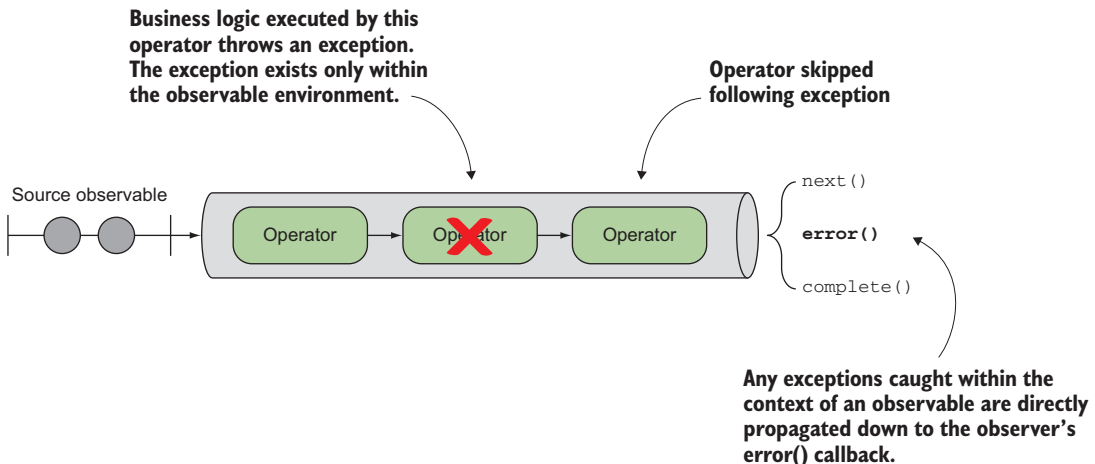 Business logic executed by this
operator throws an exception.
The exception exists only within
the observable environment.
Operator skipped
following exception
Source observable
Operator
Operator
Operator
next()
error()
complete()
Any exceptions caught within the
context of an observable are directly
propagated down to the observer's
error() callback.